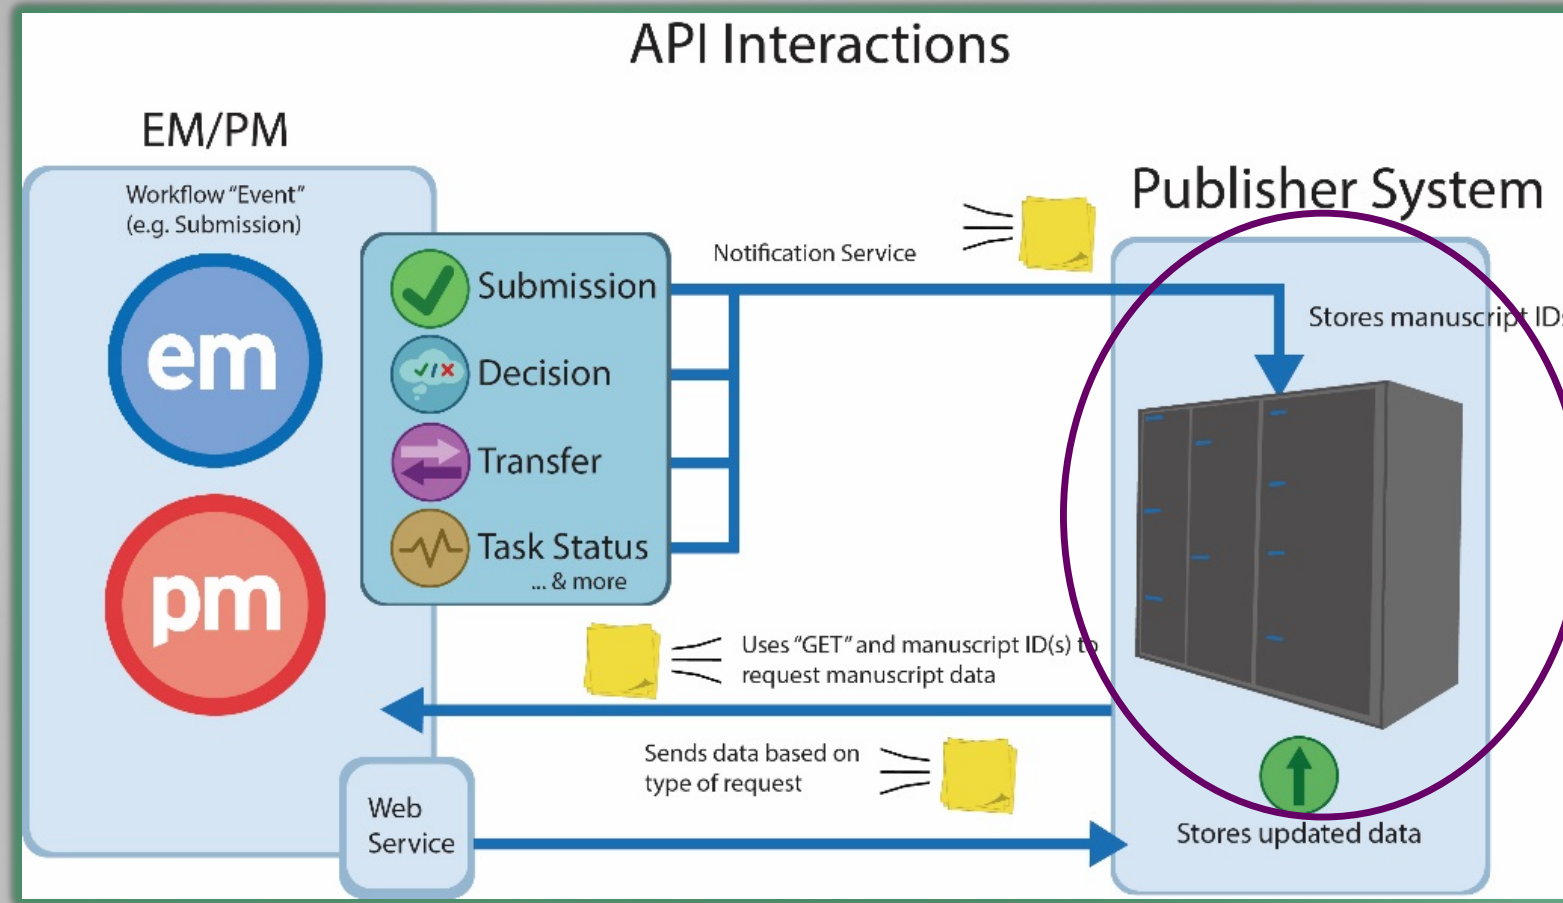 API Interactions
EM/PM
Workflow “Event”
(e.g. Submission)
em
pm
Submission
Decision
Transfer
Task Status
... & more
Notification Service
Publisher System
Stores manuscript IDs
Uses “GET” and manuscript ID(s) to
request manuscript data
Sends data based on
type of request
Web
Service
Stores updated data